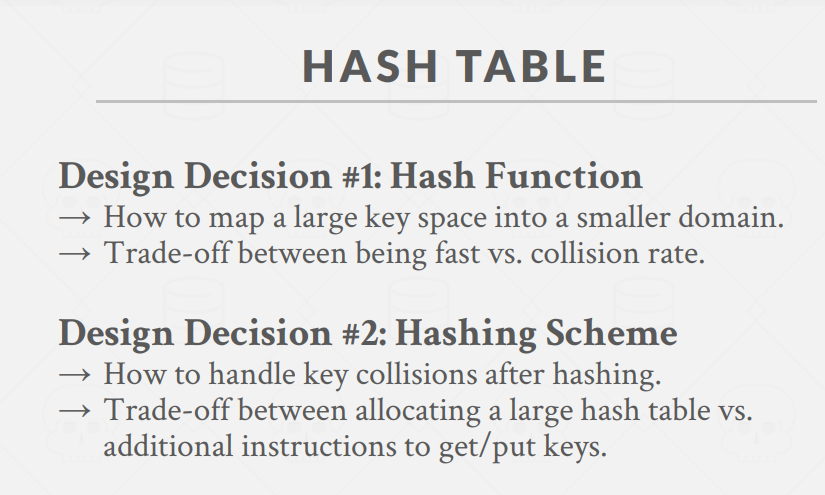 HASH TABLE
Design Decision #1: Hash Function
→ How to map a large key space into a smaller domain.
→ Trade-off between being fast vs. collision rate.
Design Decision #2: Hashing Scheme
→ How to handle key collisions after hashing.
→ Trade-off between allocating a large hash table vs.
additional instructions to get/put keys.